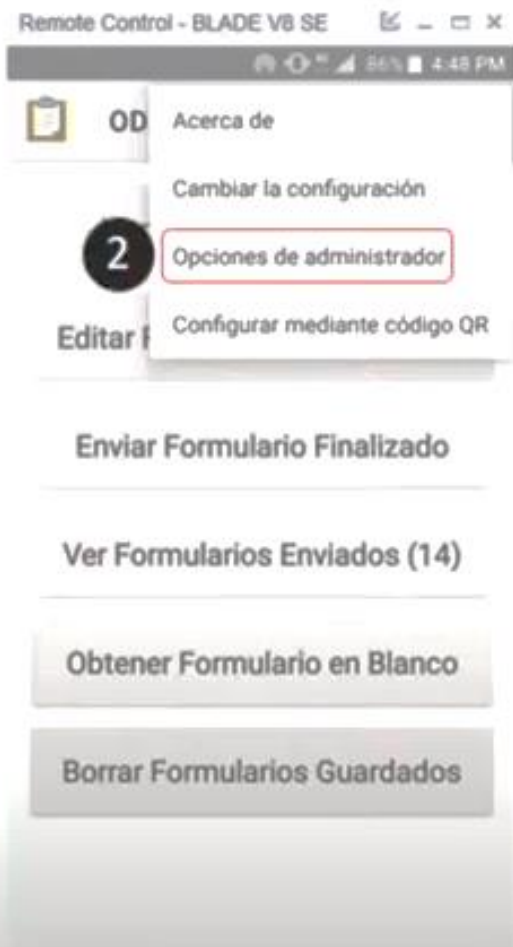 Remote Control - BLADE V8 SE
86% 4:48 PM
OD
Acerca de
Cambiar la configuración
2
Opciones de administrador
Editar F
Configurar mediante código QR
Enviar Formulario Finalizado
Ver Formularios Enviados (14)
Obtener Formulario en Blanco
Borrar Formularios Guardados